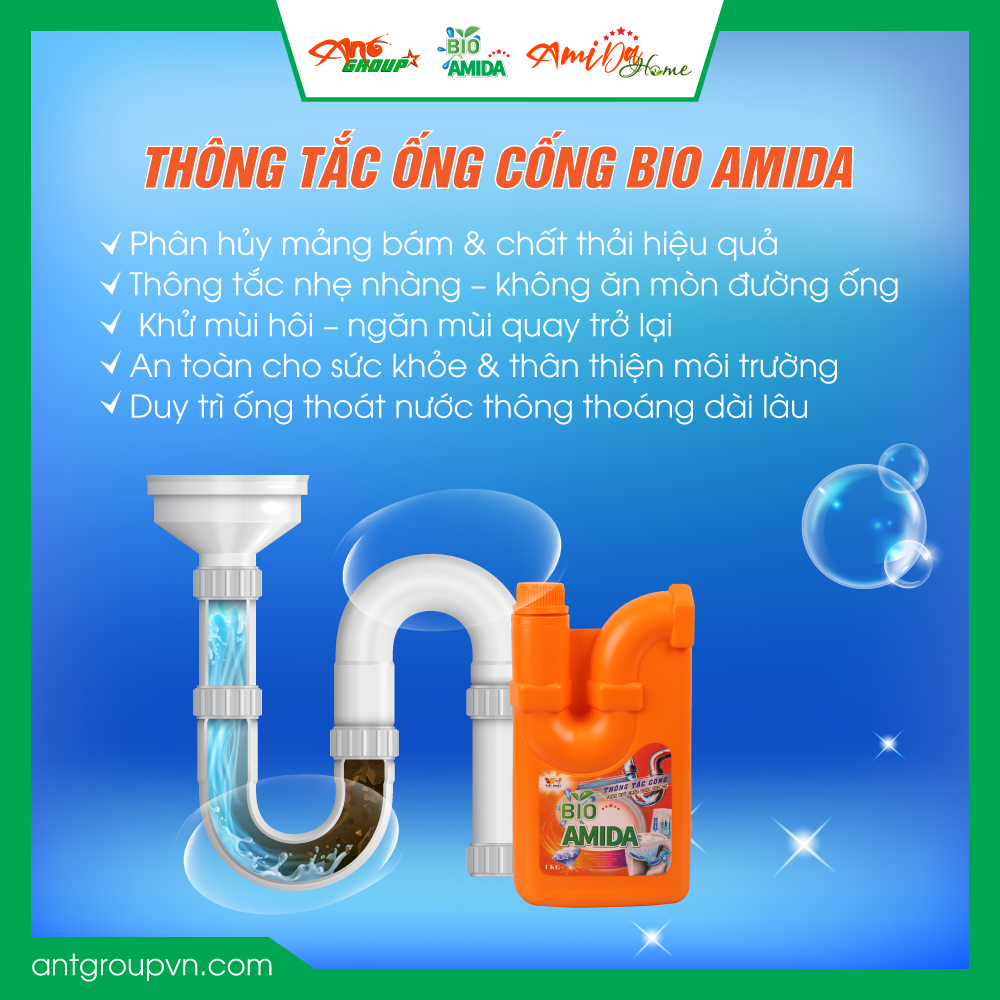 Ant
GROUP
BIO
AMIDA
AmiDa
Home
THÔNG TẮC ỐNG CỐNG BIO AMIDA
Phân hủy mảng bám & chất thải hiệu quả
Thông tắc nhẹ nhàng – không ăn mòn đường ống
Khử mùi hôi – ngăn mùi quay trở lại
An toàn cho sức khỏe & thân thiện môi trường
Duy trì ống thoát nước thông thoáng dài lâu
THÔNG TẮC CỐNG
BIO
AMIDA
1 KG
antgroupvn.com